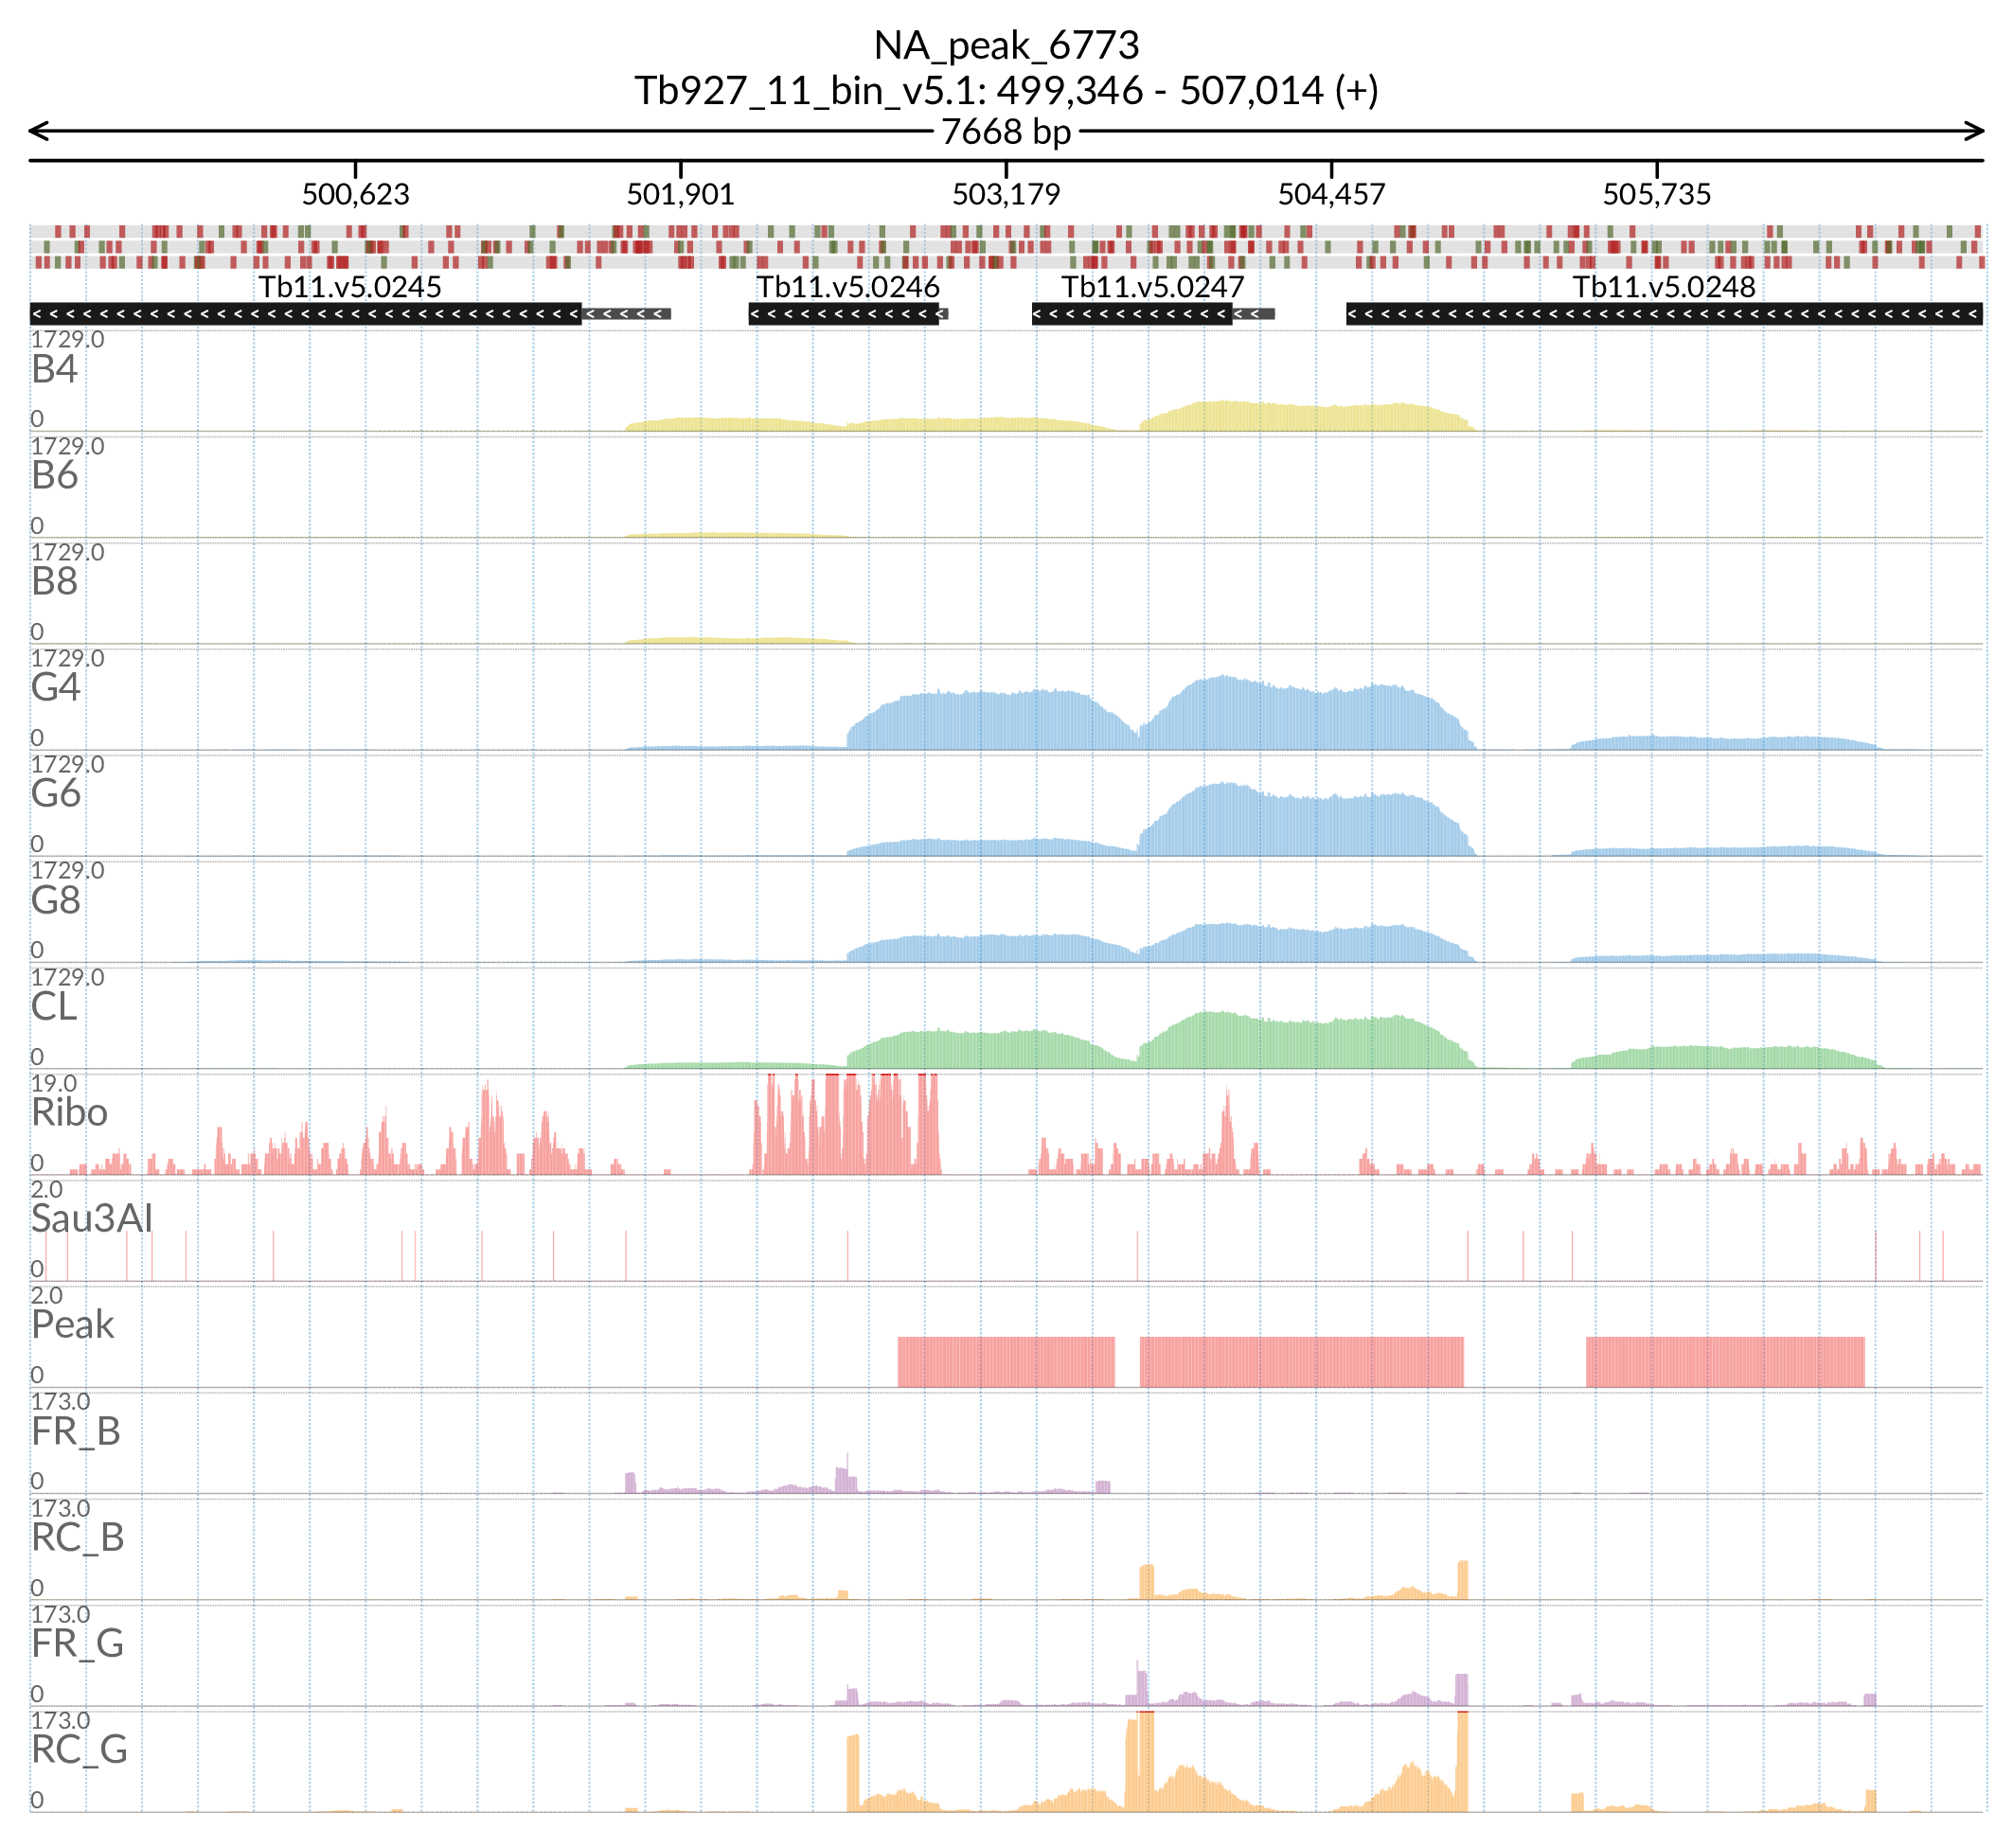 NA_peak_6773
Tb927_11_bin_v5.1: 499,346 - 507,014 (+)
7668 bp
500,623 501,901 503,179 504,457 505,735
Tb11.v5.0245 Tb11.v5.0246 Tb11.v5.0247 Tb11.v5.0248
1729.0
B4
0
1729.0
B6
0
1729.0
B8
0
1729.0
G4
0
1729.0
G6
0
1729.0
G8
0
1729.0
CL
0
19.0
Ribo
0
2.0
Sau3AI
0
2.0
Peak
0
173.0
FR_B
0
173.0
RC_B
0
173.0
FR_G
0
173.0
RC_G
0